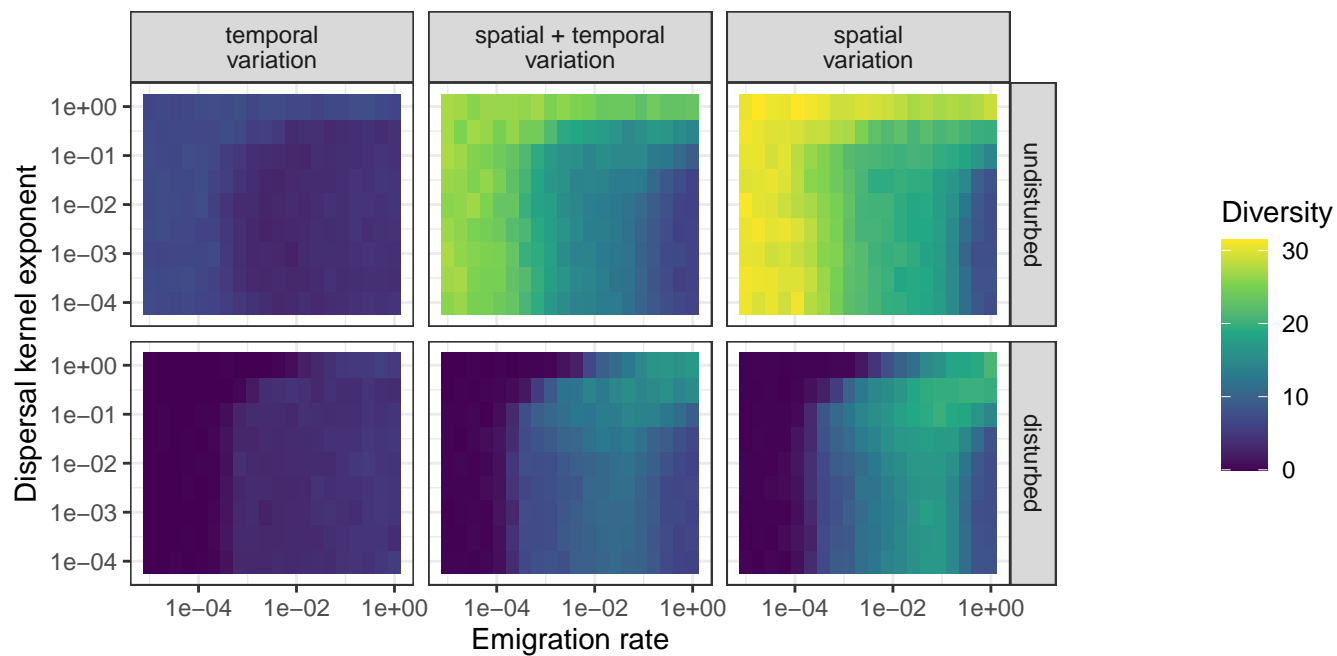 temporal
variation
spatial + temporal
variation
spatial
variation
Dispersal kernel exponent
1e+00
1e−01
1e−02
1e−03
1e−04
undisturbed
1e+00
1e−01
1e−02
1e−03
1e−04
disturbed
1e−04 1e−02 1e+00
1e−04 1e−02 1e+00
1e−04 1e−02 1e+00
Emigration rate
Diversity
30
20
10
0